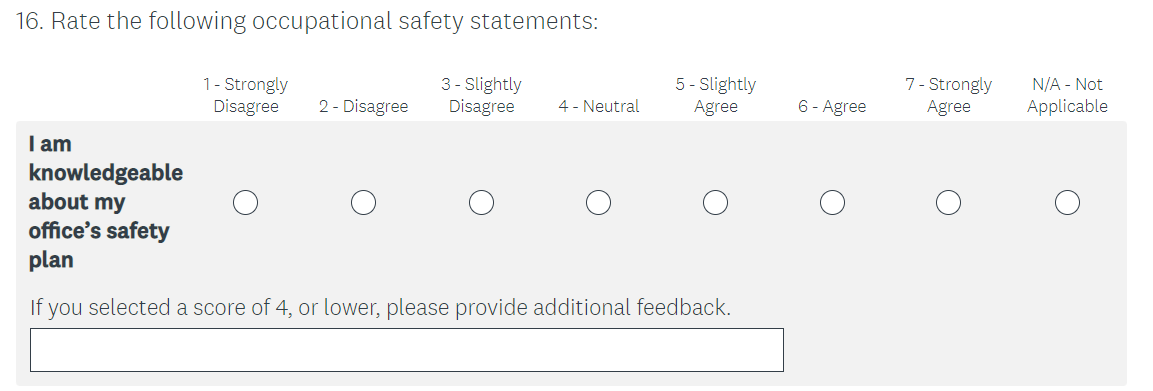 16. Rate the following occupational safety statements:
1 - Strongly Disagree
2 - Disagree
3 - Slightly Disagree
4 - Neutral
5 - Slightly Agree
6 - Agree
7 - Strongly Agree
N/A - Not Applicable
I am
knowledgeable
about my
office’s safety
plan
If you selected a score of 4, or lower, please provide additional feedback.